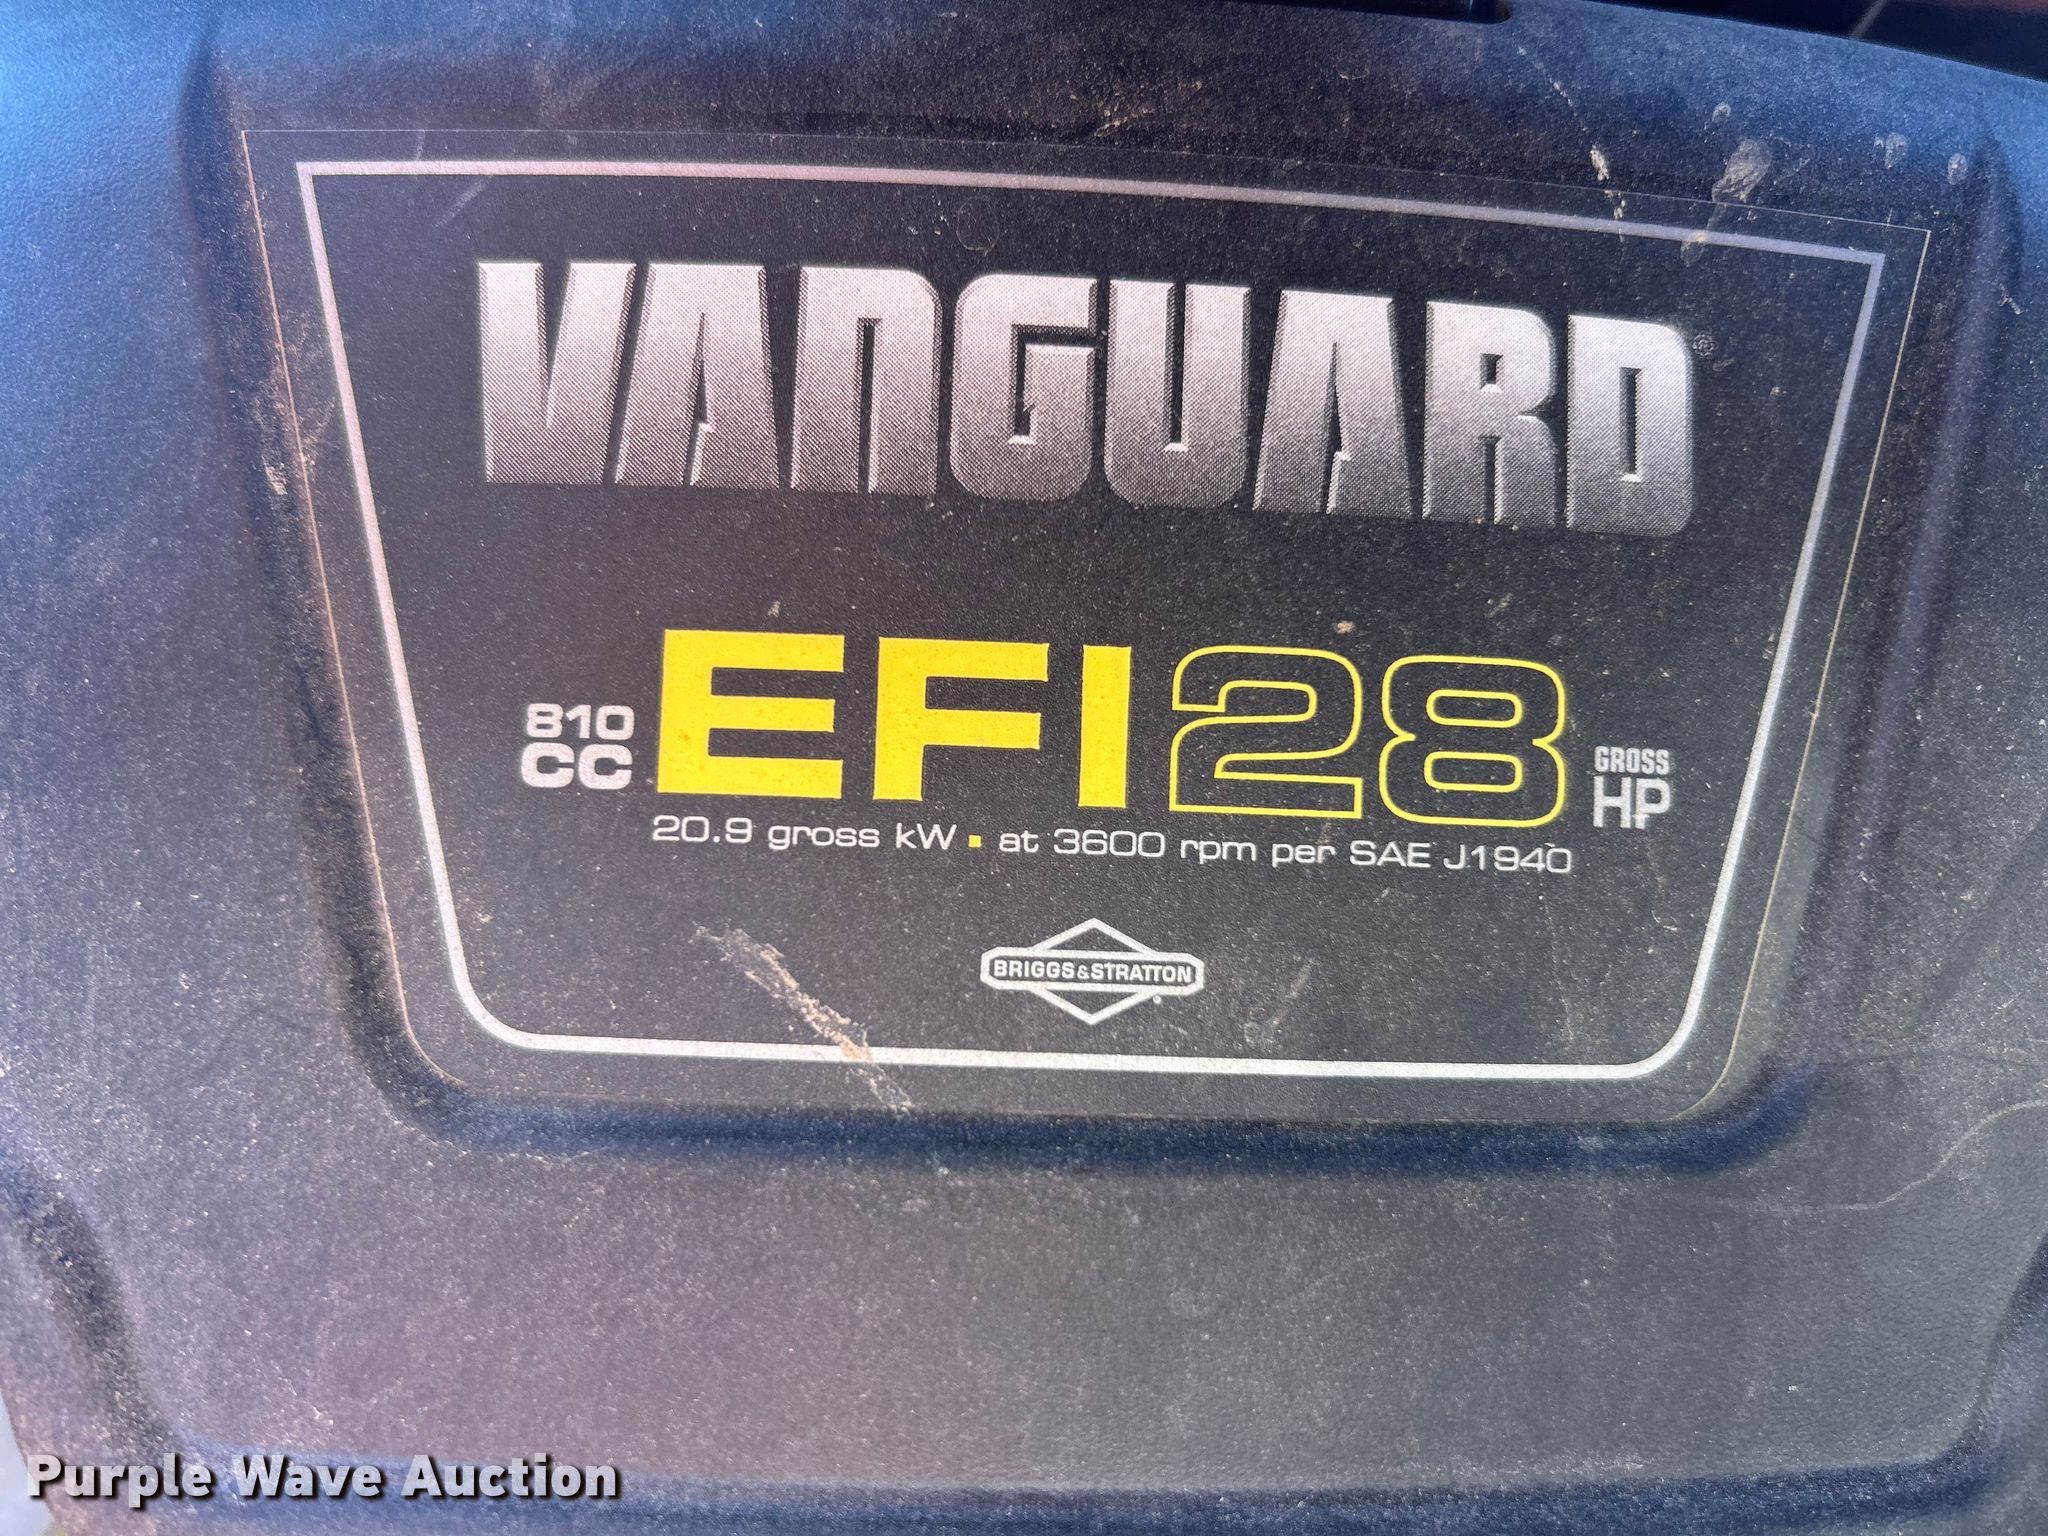 VANGUARD®
810 CC EFI 28 GROSS HP
20.9 gross kW ▪ at 3600 rpm per SAE J1940
BRIGGS&STRATTON®
Purple Wave Auction